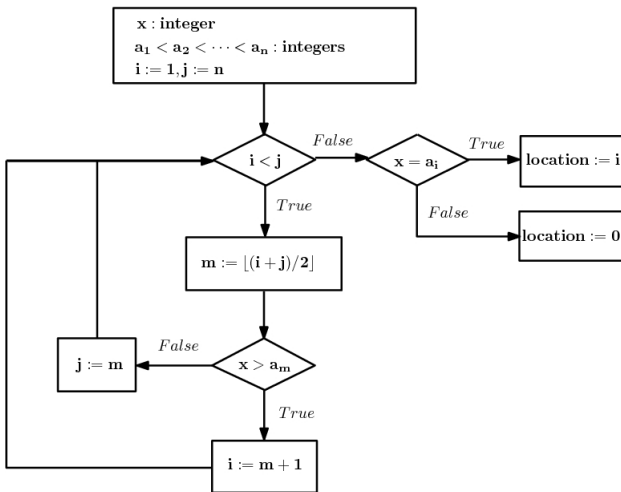 x : integer
a₁ < a₂ < ⋯ < aₙ : integers
i := 1, j := n
i < j
False
x = aᵢ
True
location := i
True
False
location := 0
m := ⌊(i + j)/2⌋
False
j := m
x > aₘ
True
i := m + 1